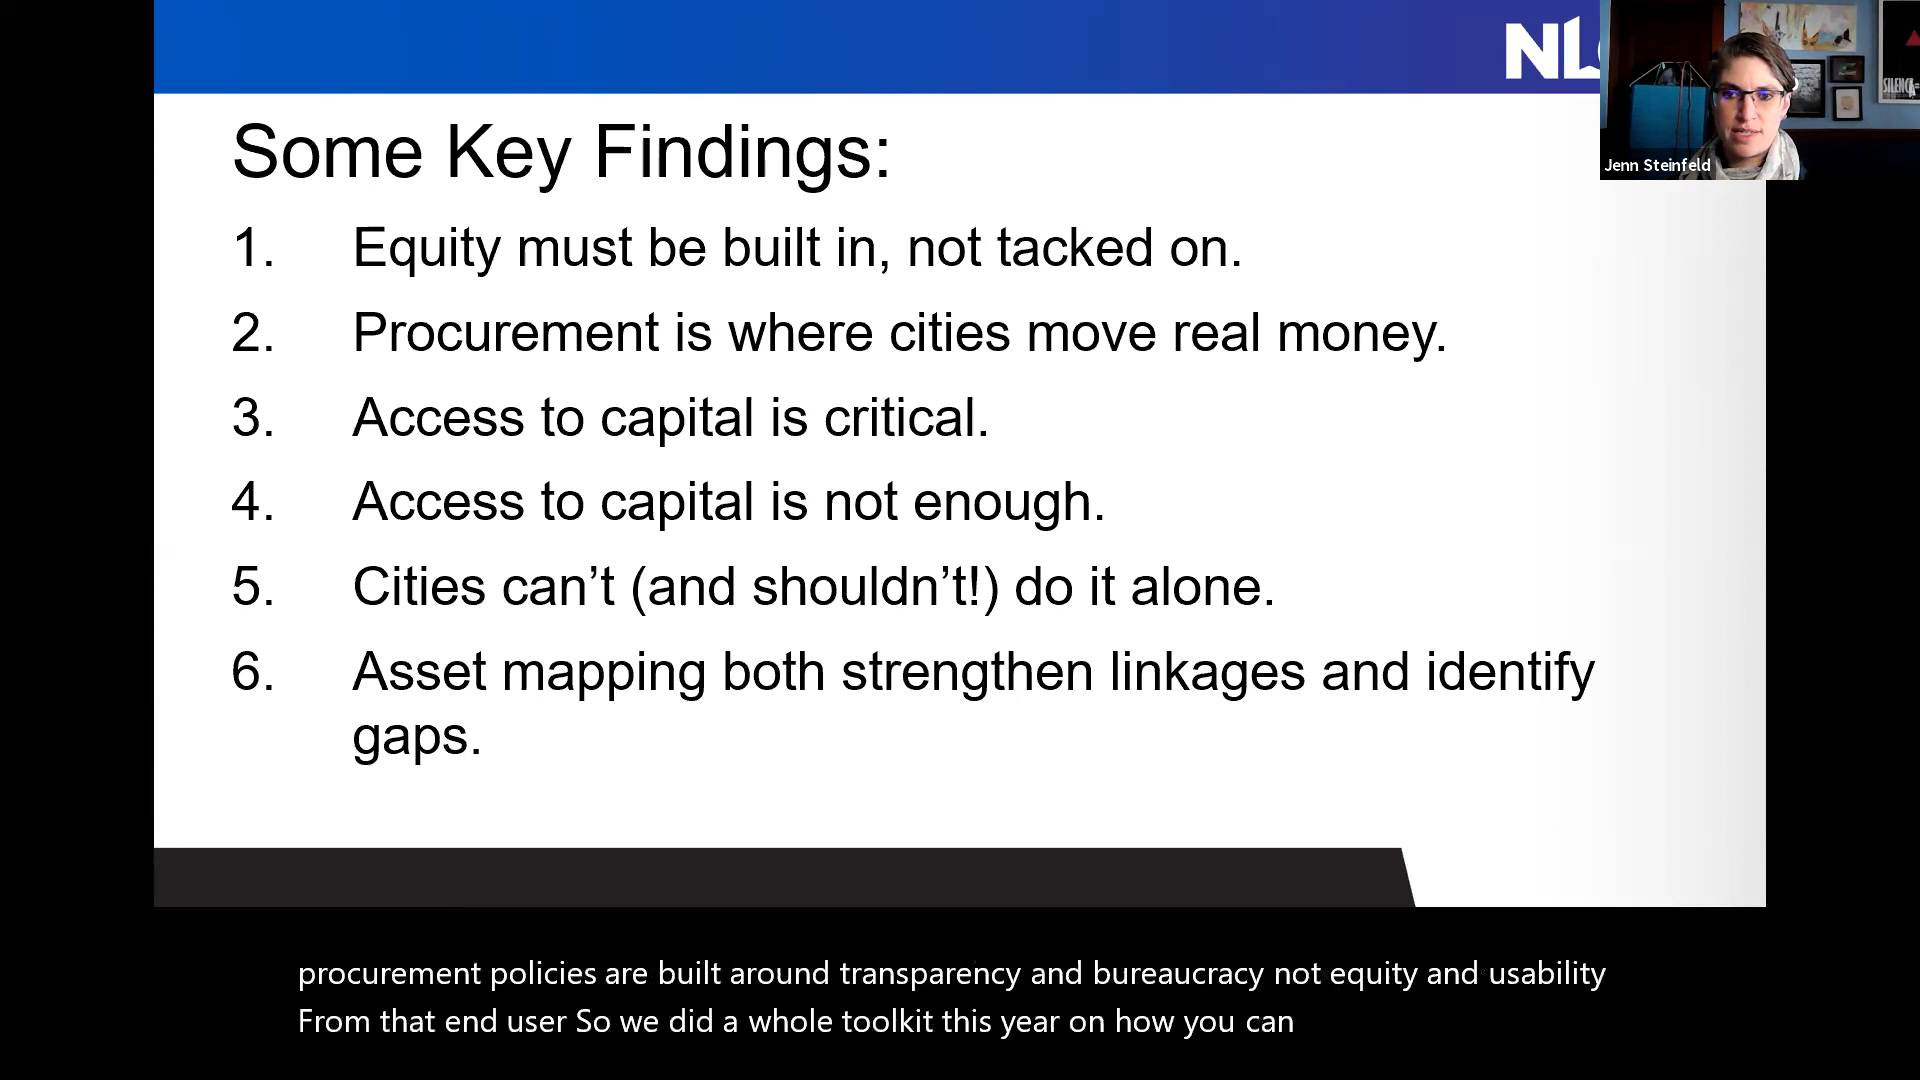 NL
SILENCE=
Jenn Steinfeld
Some Key Findings:
1. Equity must be built in, not tacked on.
2. Procurement is where cities move real money.
3. Access to capital is critical.
4. Access to capital is not enough.
5. Cities can’t (and shouldn’t!) do it alone.
6. Asset mapping both strengthen linkages and identify
gaps.
procurement policies are built around transparency and bureaucracy not equity and usability
From that end user So we did a whole toolkit this year on how you can